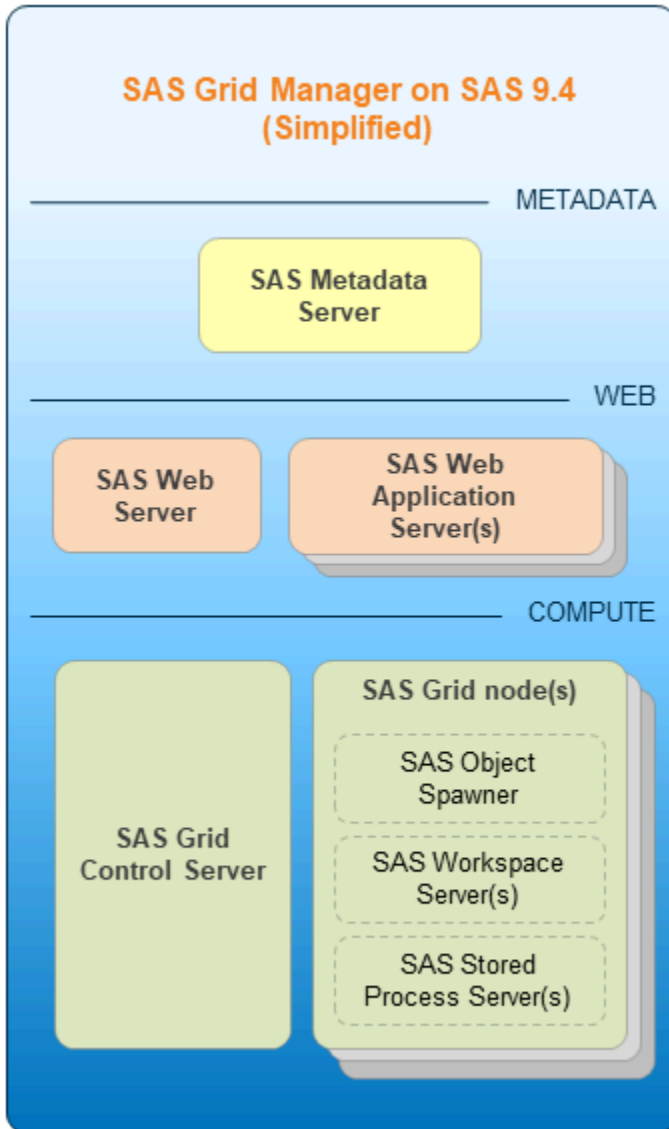 SAS Grid Manager on SAS 9.4
(Simplified)
METADATA
SAS Metadata
Server
WEB
SAS Web
Server
SAS Web
Application
Server(s)
COMPUTE
SAS Grid
Control Server
SAS Grid node(s)
SAS Object
Spawner
SAS Workspace
Server(s)
SAS Stored
Process Server(s)